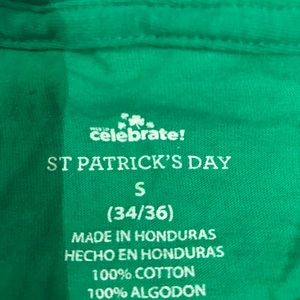 celebrate!
ST PATRICK'S DAY
S
(34/36)
MADE IN HONDURAS
HECHO EN HONDURAS
100% COTTON
100% ALGODON